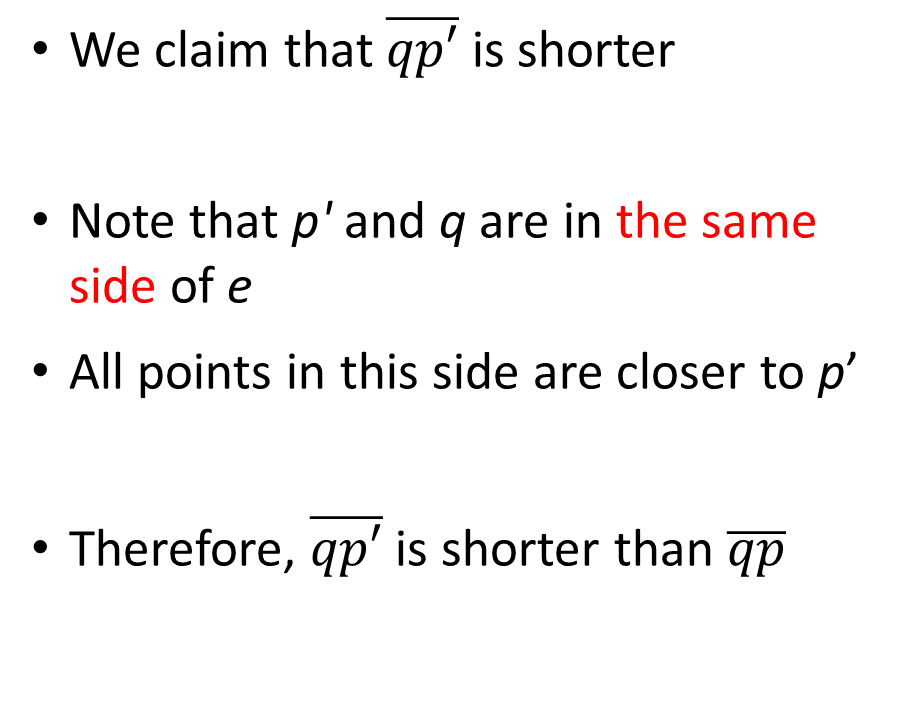 • We claim that $\overline{qp'}$ is shorter
• Note that p' and q are in the same
side of e
• All points in this side are closer to p’
• Therefore, $\overline{qp'}$ is shorter than $\overline{qp}$